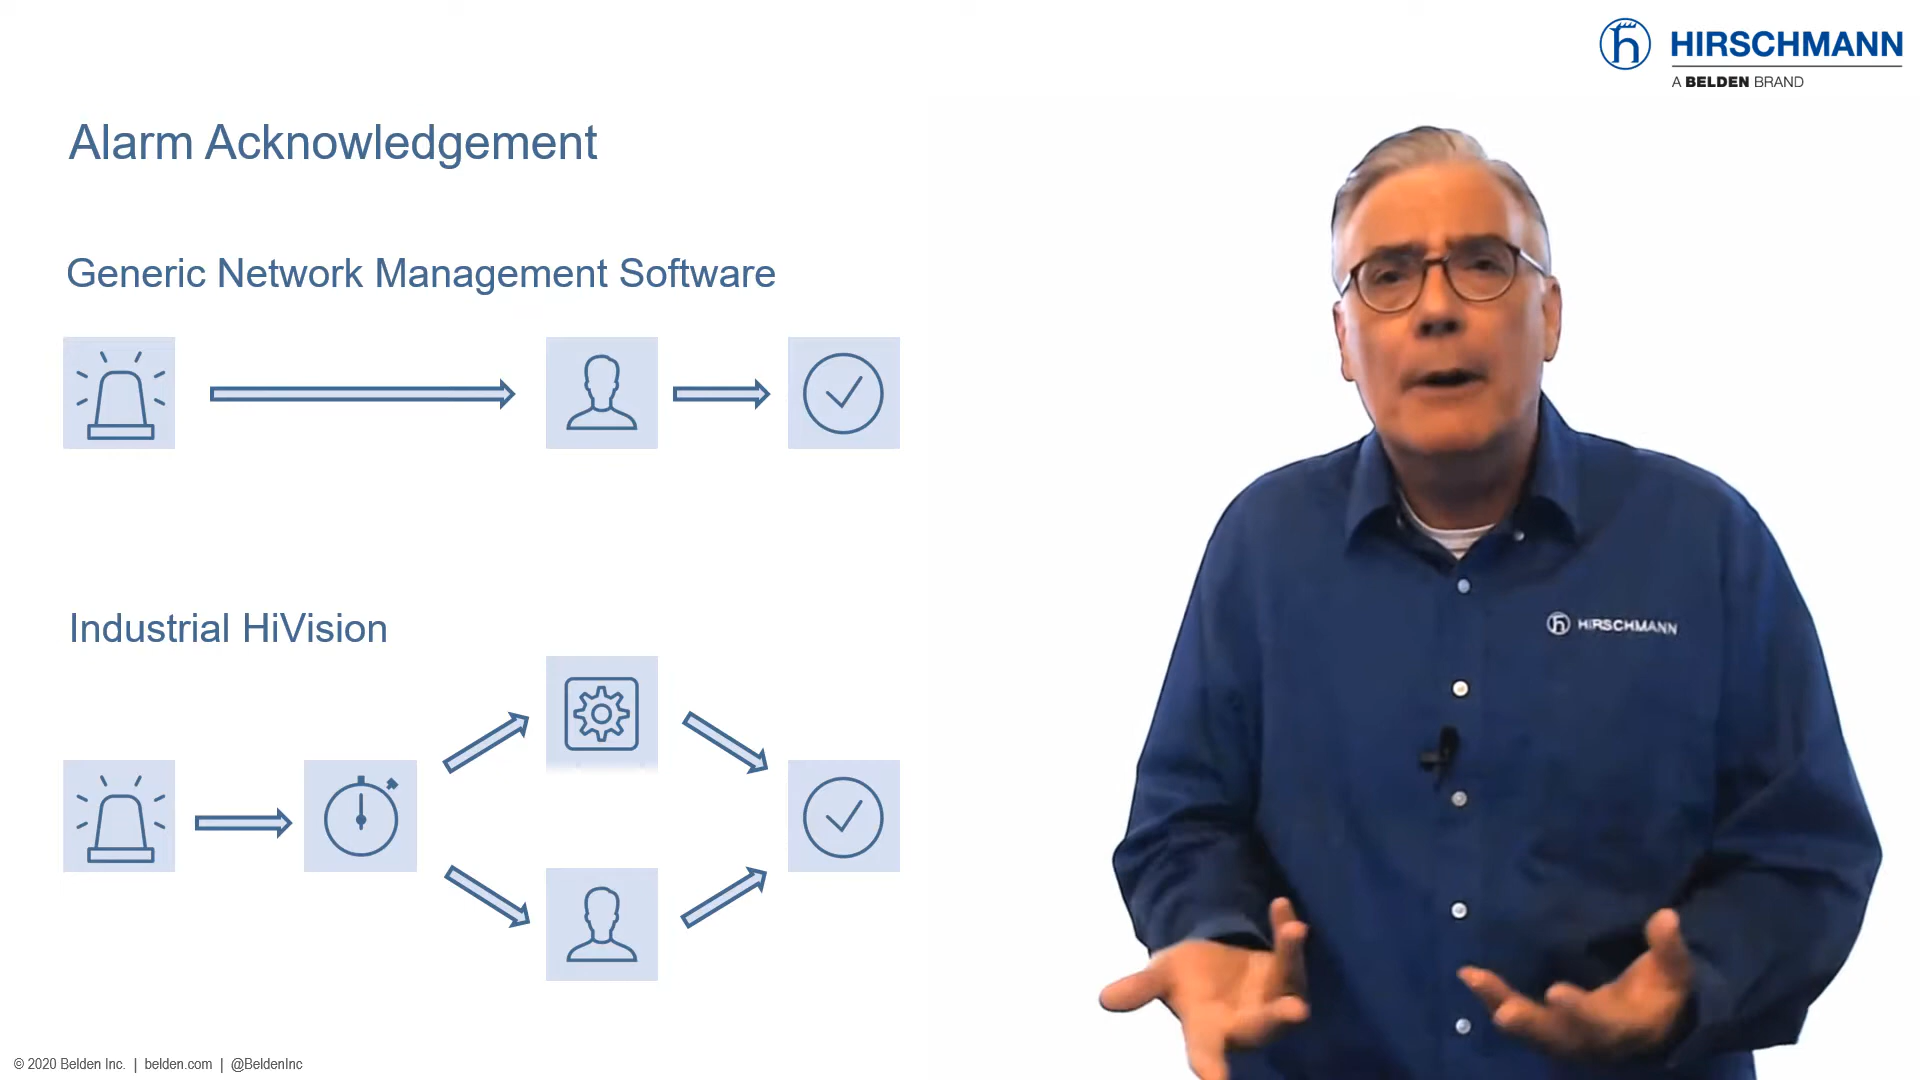 HIRSCHMANN
A BELDEN BRAND
Alarm Acknowledgement
Generic Network Management Software
Industrial HiVision
HIRSCHMANN
© 2020 Belden Inc. | belden.com | @BeldenInc